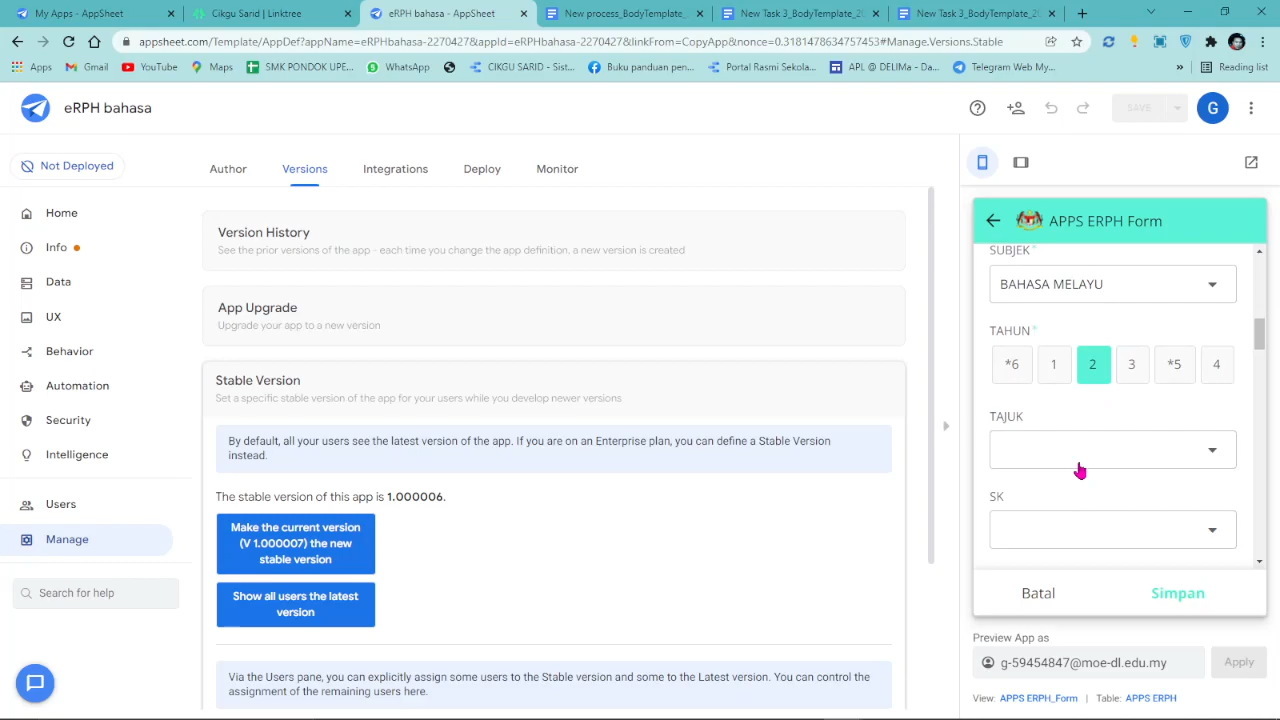 My Apps - AppSheet
Cikgu Sarid | Linktree
eRPH bahasa - AppSheet
New process_BodyTemplate_
New Task 3_BodyTemplate_20
New Task 3_BodyTemplate_20
appsheet.com/Template/AppDef?appName=eRPHbahasa-2270427&appId=eRPHbahasa-2270427&linkFrom=CopyApp&nonce=0.3181478634757453#Manage.Versions.Stable
Apps
Gmail
YouTube
Maps
SMK PONDOK UPE...
WhatsApp
CIKGU SARID - Sist...
Buku panduan pen...
Portal Rasmi Sekola...
APL @ DELIMa - Da...
Telegram Web My...
»
Reading list
eRPH bahasa
SAVE
G
Not Deployed
Author
Versions
Integrations
Deploy
Monitor
Home
Info
Data
UX
Behavior
Automation
Security
Intelligence
Users
Manage
Search for help
Version History
See the prior versions of the app - each time you change the app definition, a new version is created
App Upgrade
Upgrade your app to a new version
Stable Version
Set a specific stable version of the app for your users while you develop newer versions
By default, all your users see the latest version of the app. If you are on an Enterprise plan, you can define a Stable Version
instead.
The stable version of this app is 1.000006.
Make the current version
(V 1.000007) the new
stable version
Show all users the latest
version
Via the Users pane, you can explicitly assign some users to the Stable version and some to the Latest version. You can control the
assignment of the remaining users here.
APPS ERPH Form
SUBJEK *
BAHASA MELAYU
TAHUN *
*6 1 2 3 *5 4
TAJUK
SK
Batal
Simpan
Preview App as
g-59454847@moe-dl.edu.my
Apply
View: APPS ERPH_Form | Table: APPS ERPH